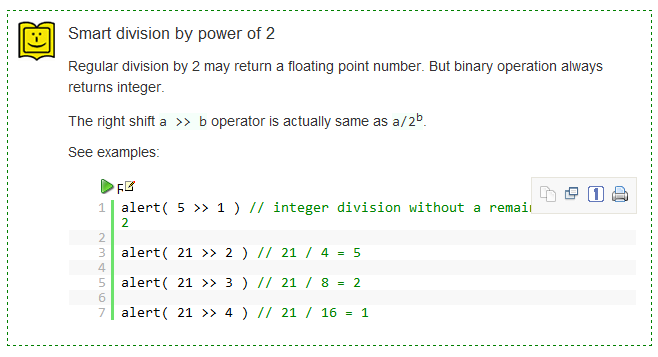 Smart division by power of 2
Regular division by 2 may return a floating point number. But binary operation always
returns integer.
The right shift a >> b operator is actually same as a/2ᵇ.
See examples:
1 alert( 5 >> 1 ) // integer division without a
2
2
3 alert( 21 >> 2 ) // 21 / 4 = 5
4
5 alert( 21 >> 3 ) // 21 / 8 = 2
6
7 alert( 21 >> 4 ) // 21 / 16 = 1